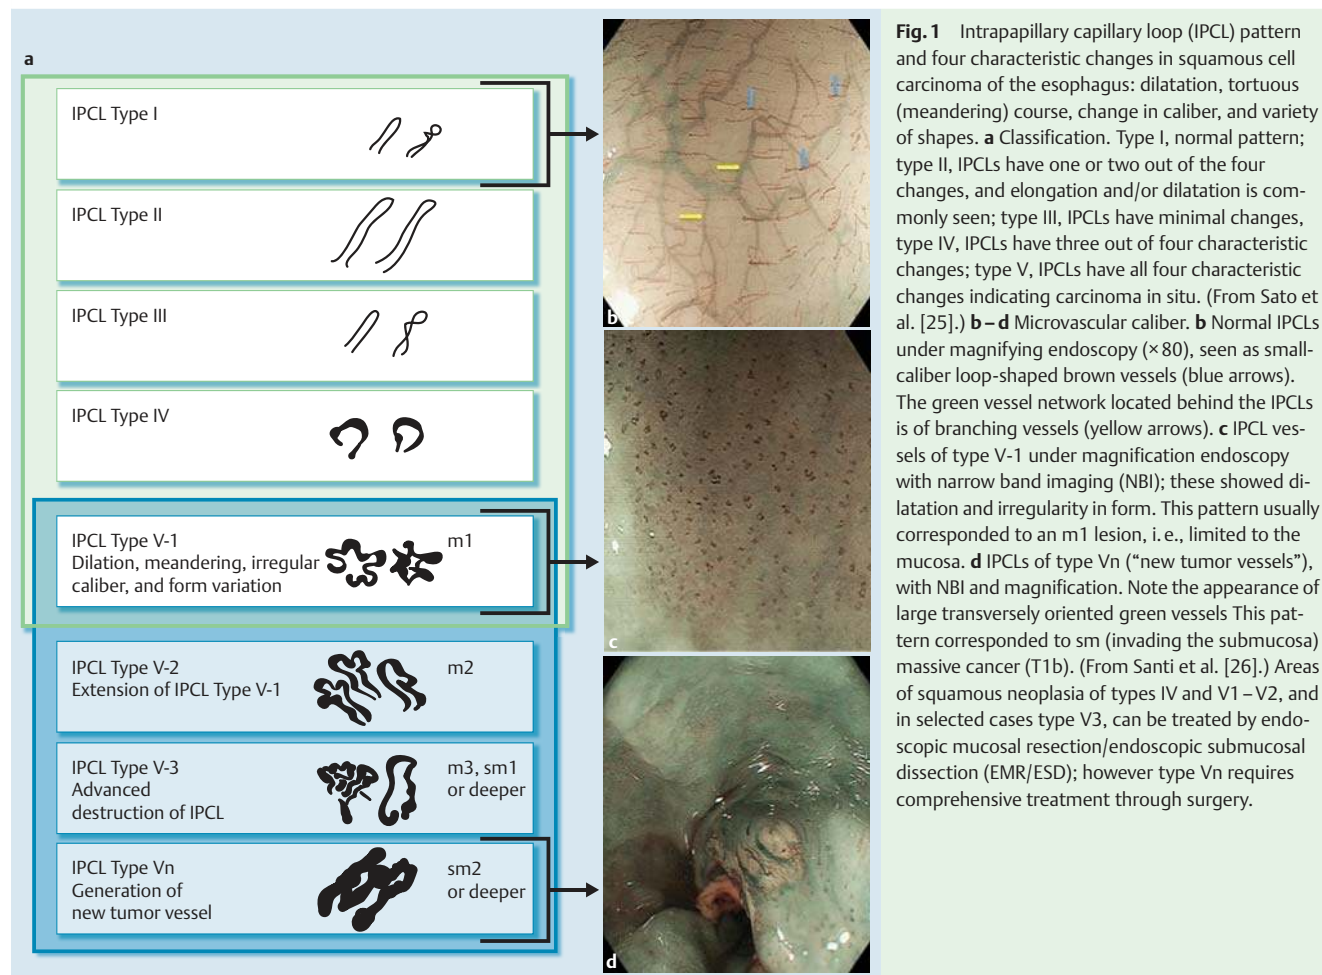 a
IPCL Type I
IPCL Type II
IPCL Type III
IPCL Type IV
IPCL Type V-1
Dilation, meandering, irregular
caliber, and form variation
m1
IPCL Type V-2
Extension of IPCL Type V-1
m2
IPCL Type V-3
Advanced
destruction of IPCL
m3, sm1
or deeper
IPCL Type Vn
Generation of
new tumor vessel
sm2
or deeper
b
c
d
Fig. 1 Intrapapillary capillary loop (IPCL) pattern
and four characteristic changes in squamous cell
carcinoma of the esophagus: dilatation, tortuous
(meandering) course, change in caliber, and variety
of shapes. a Classification. Type I, normal pattern;
type II, IPCLs have one or two out of the four
changes, and elongation and/or dilatation is com-
monly seen; type III, IPCLs have minimal changes,
type IV, IPCLs have three out of four characteristic
changes; type V, IPCLs have all four characteristic
changes indicating carcinoma in situ. (From Sato et
al. [25].) b – d Microvascular caliber. b Normal IPCLs
under magnifying endoscopy (× 80), seen as small-
caliber loop-shaped brown vessels (blue arrows).
The green vessel network located behind the IPCLs
is of branching vessels (yellow arrows). c IPCL ves-
sels of type V-1 under magnification endoscopy
with narrow band imaging (NBI); these showed di-
latation and irregularity in form. This pattern usually
corresponded to an m1 lesion, i. e., limited to the
mucosa. d IPCLs of type Vn (“new tumor vessels”),
with NBI and magnification. Note the appearance of
large transversely oriented green vessels This pat-
tern corresponded to sm (invading the submucosa)
massive cancer (T1b). (From Santi et al. [26].) Areas
of squamous neoplasia of types IV and V1 – V2, and
in selected cases type V3, can be treated by endo-
scopic mucosal resection/endoscopic submucosal
dissection (EMR/ESD); however type Vn requires
comprehensive treatment through surgery.